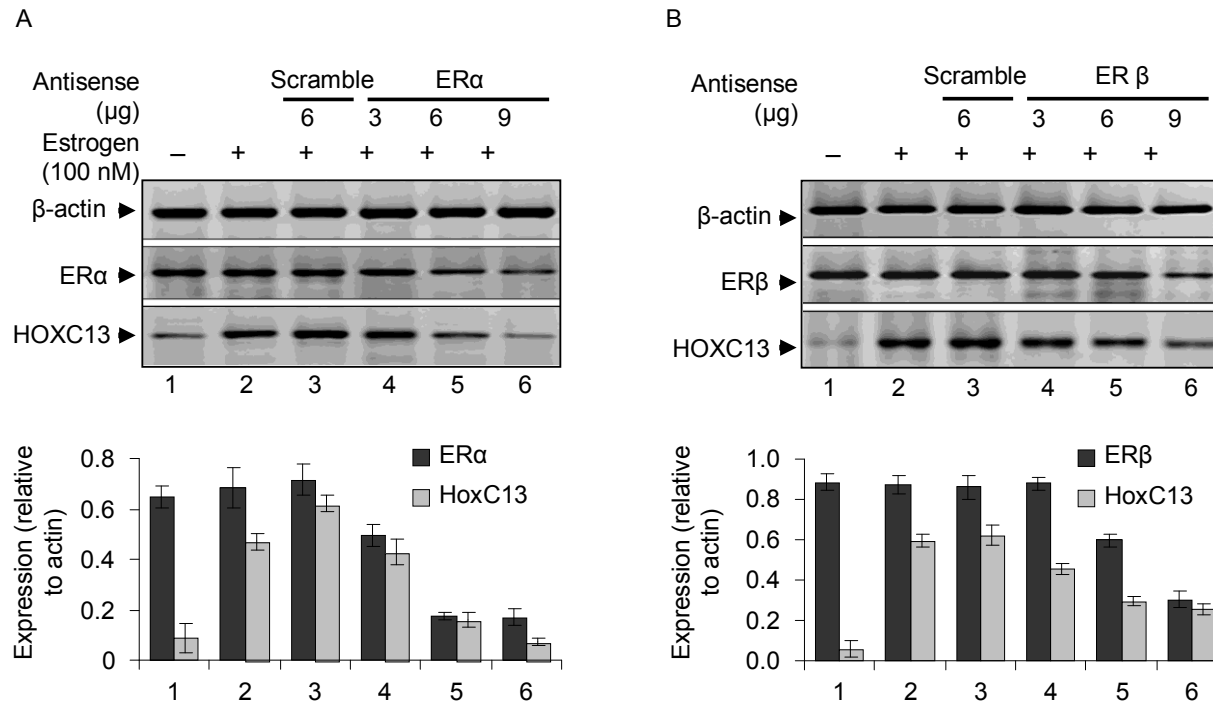 A
Scramble ERα
Antisense
(µg)
6 3 6 9
Estrogen
(100 nM)
– + + + + +
β-actin
ERα
HOXC13
1 2 3 4 5 6
Expression (relative
to actin)
0.8
0.6
0.4
0.2
0
ERα
HoxC13
1 2 3 4 5 6
B
Scramble ER β
Antisense
(µg)
6 3 6 9
Estrogen
(100 nM)
– + + + + +
β-actin
ERβ
HOXC13
1 2 3 4 5 6
Expression (relative
to actin)
1.0
0.8
0.6
0.4
0.2
0.0
ERβ
HoxC13
1 2 3 4 5 6